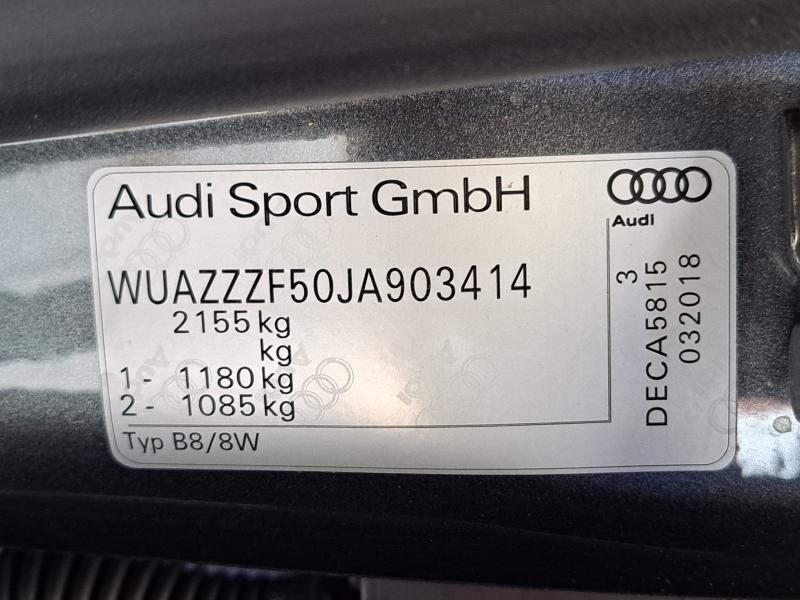 Audi Sport GmbH
Audi
WUAZZZF50JA903414
2155 kg
kg
1 - 1180 kg
2 - 1085 kg
Typ B8/8W
3
DECA5815
032018